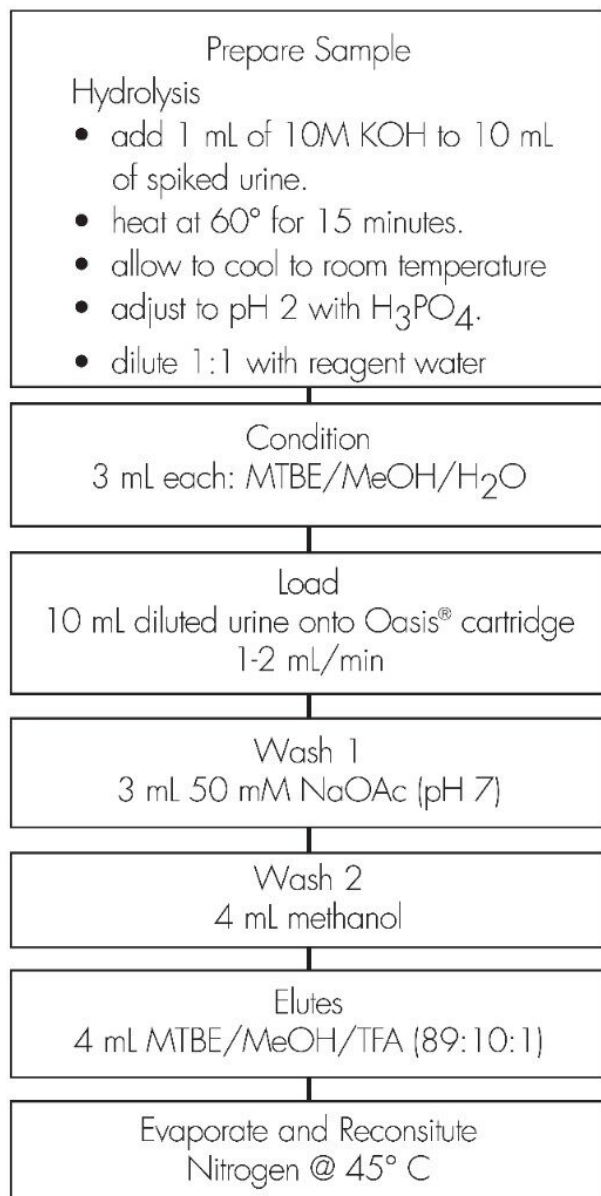 Prepare Sample
Hydrolysis
• add 1 mL of 10M KOH to 10 mL
of spiked urine.
• heat at 60° for 15 minutes.
• allow to cool to room temperature
• adjust to pH 2 with H₃PO₄.
• dilute 1:1 with reagent water
Condition
3 mL each: MTBE/MeOH/H₂O
Load
10 mL diluted urine onto Oasis® cartridge
1-2 mL/min
Wash 1
3 mL 50 mM NaOAc (pH 7)
Wash 2
4 mL methanol
Elutes
4 mL MTBE/MeOH/TFA (89:10:1)
Evaporate and Reconsitute
Nitrogen @ 45° C